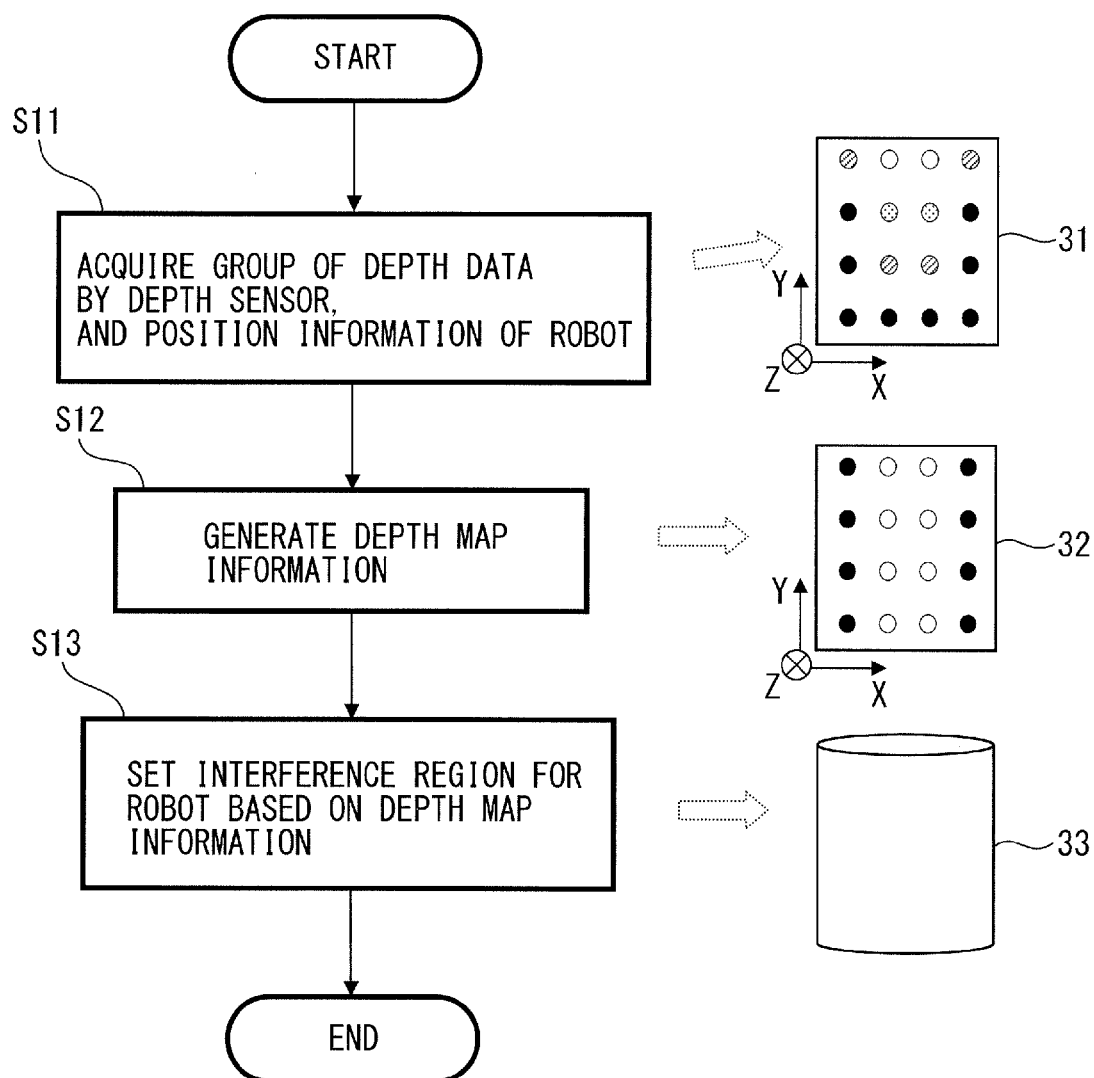 START
S11
ACQUIRE GROUP OF DEPTH DATA
BY DEPTH SENSOR,
AND POSITION INFORMATION OF ROBOT
31
Y
Z
X
S12
GENERATE DEPTH MAP
INFORMATION
32
Y
Z
X
S13
SET INTERFERENCE REGION FOR
ROBOT BASED ON DEPTH MAP
INFORMATION
33
END